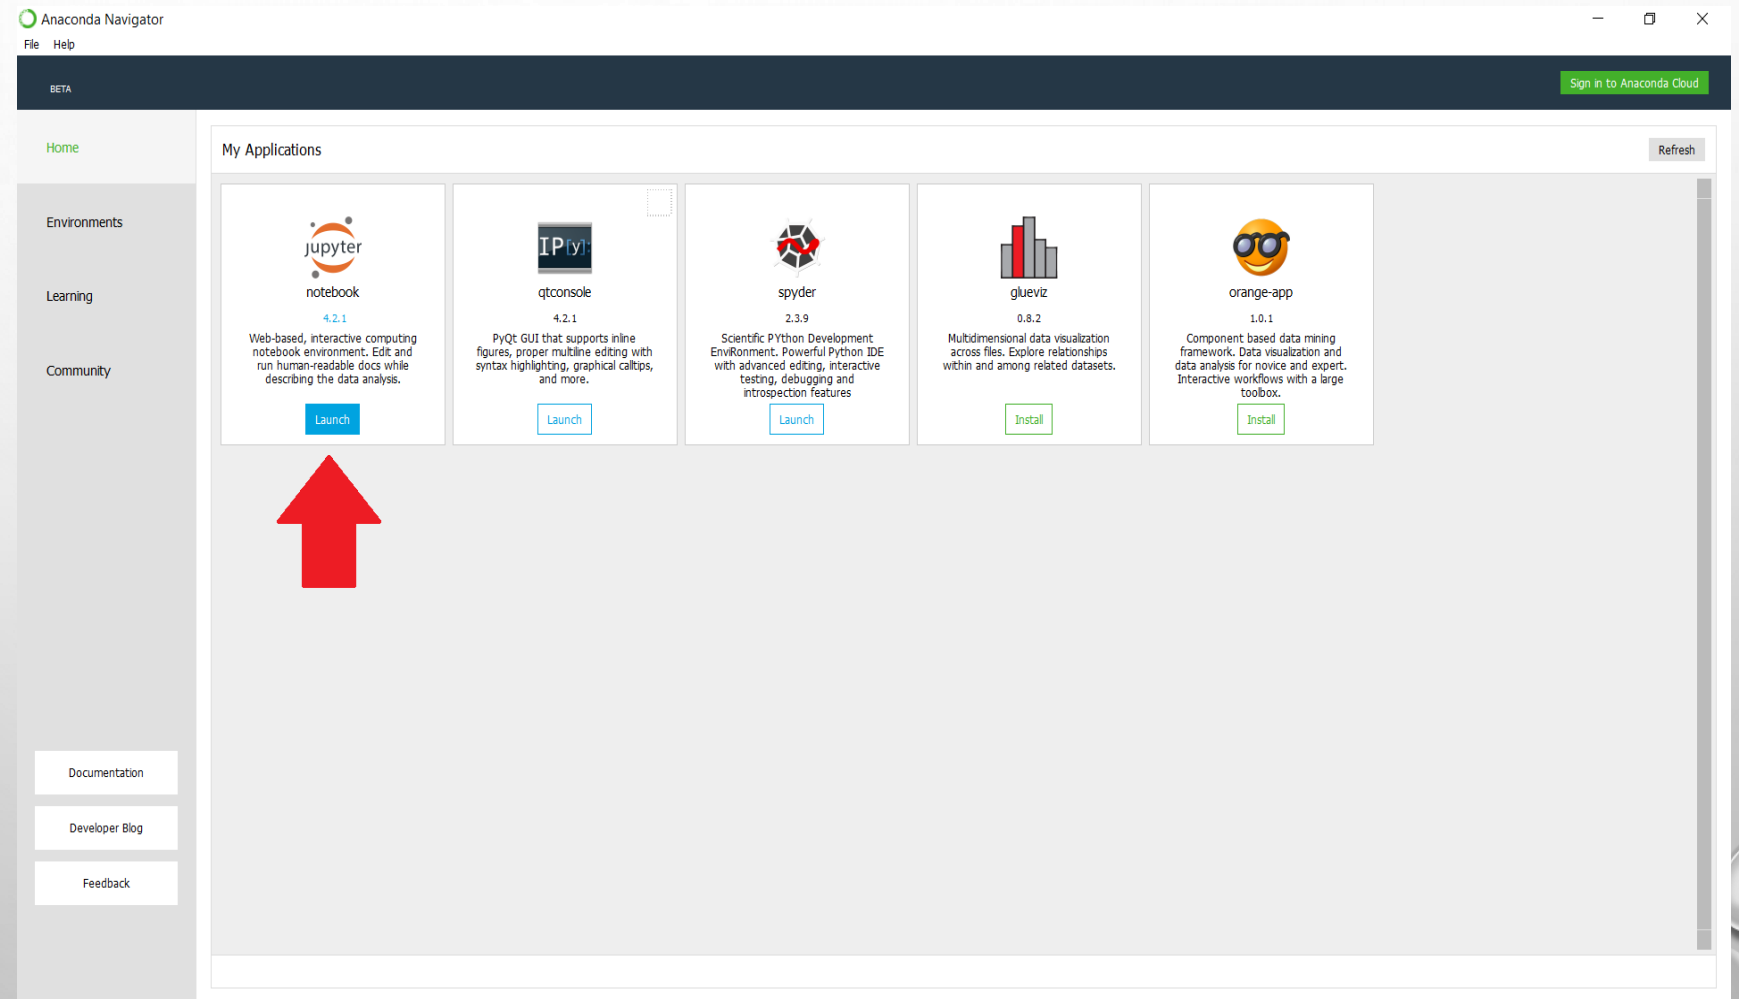 Anaconda Navigator
File Help
BETA
Sign in to Anaconda Cloud
Home
Environments
Learning
Community
Documentation
Developer Blog
Feedback
My Applications
Refresh
jupyter
notebook
4.2.1
Web-based, interactive computing
notebook environment. Edit and
run human-readable docs while
describing the data analysis.
Launch
IP[y]:
qtconsole
4.2.1
PyQt GUI that supports inline
figures, proper multiline editing with
syntax highlighting, graphical calltips,
and more.
Launch
spyder
2.3.9
Scientific PYthon Development
EnviRonment. Powerful Python IDE
with advanced editing, interactive
testing, debugging and
introspection features
Launch
glueviz
0.8.2
Multidimensional data visualization
across files. Explore relationships
within and among related datasets.
Install
orange-app
1.0.1
Component based data mining
framework. Data visualization and
data analysis for novice and expert.
Interactive workflows with a large
toolbox.
Install